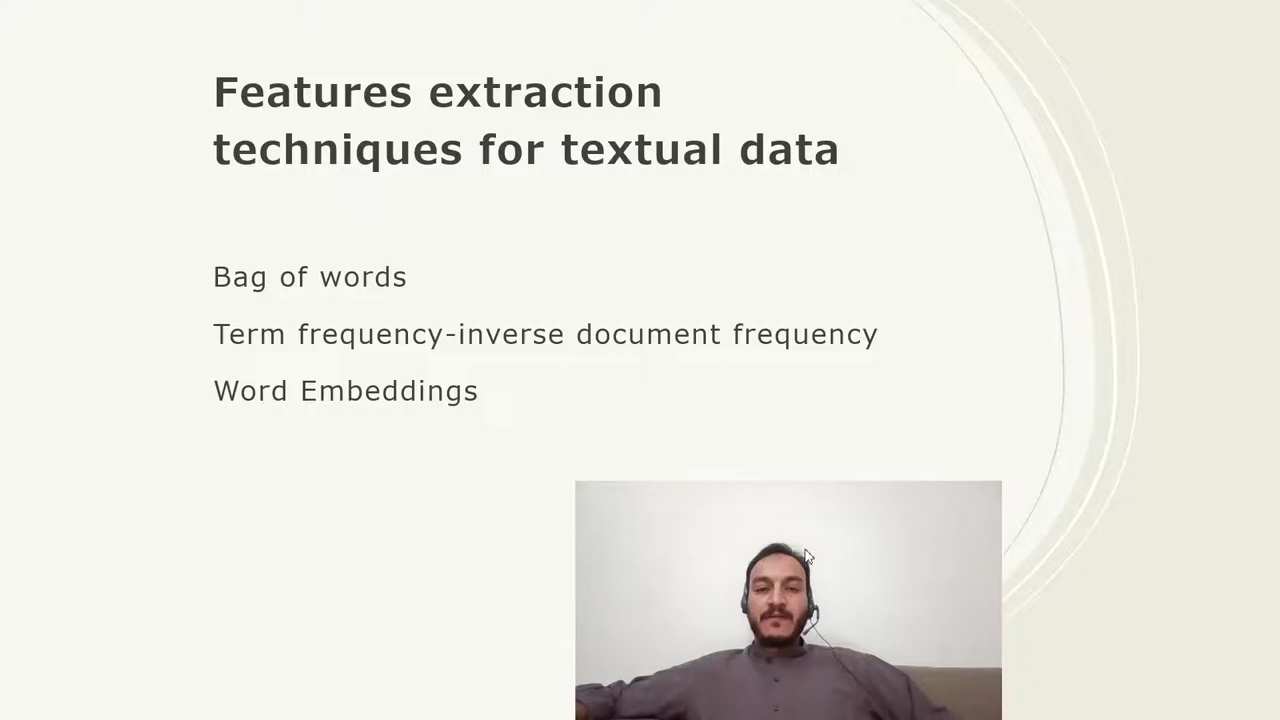 Features extraction
techniques for textual data
Bag of words
Term frequency-inverse document frequency
Word Embeddings